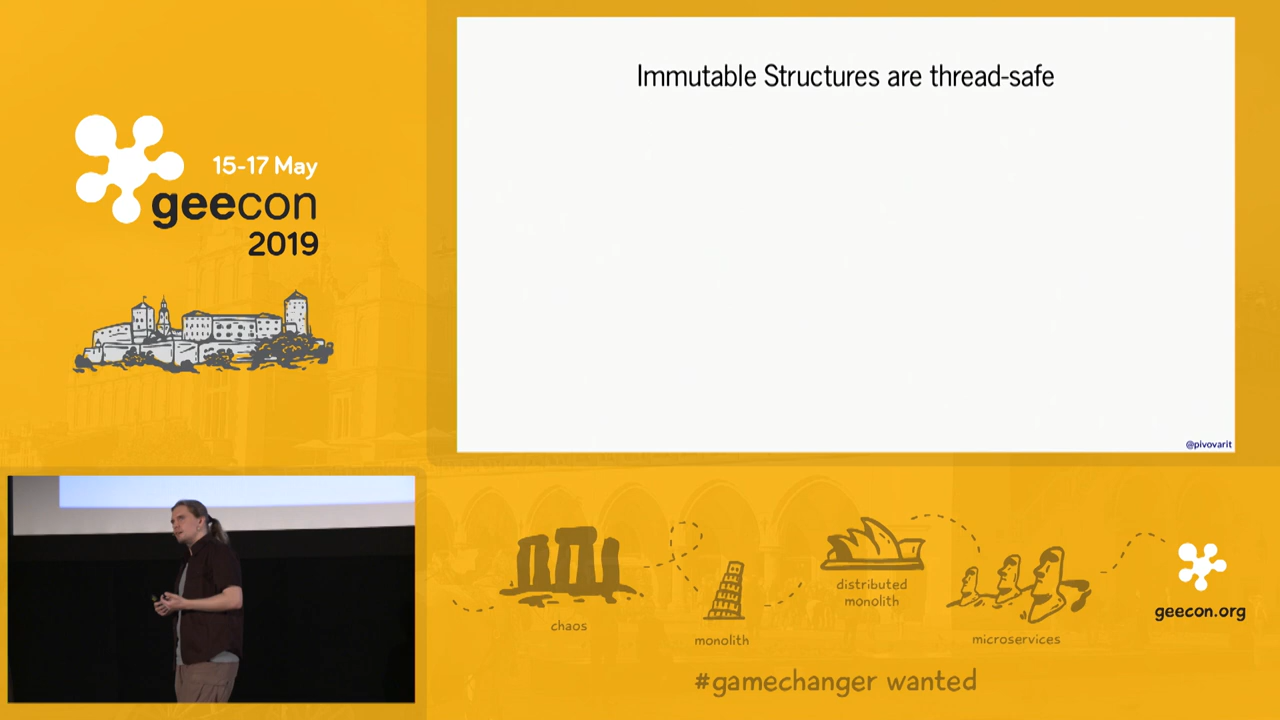 Immutable Structures are thread-safe
@pivovarit
15-17 May
geecon
2019
chaos
monolith
distributed
monolith
microservices
geecon.org
#gamechanger wanted